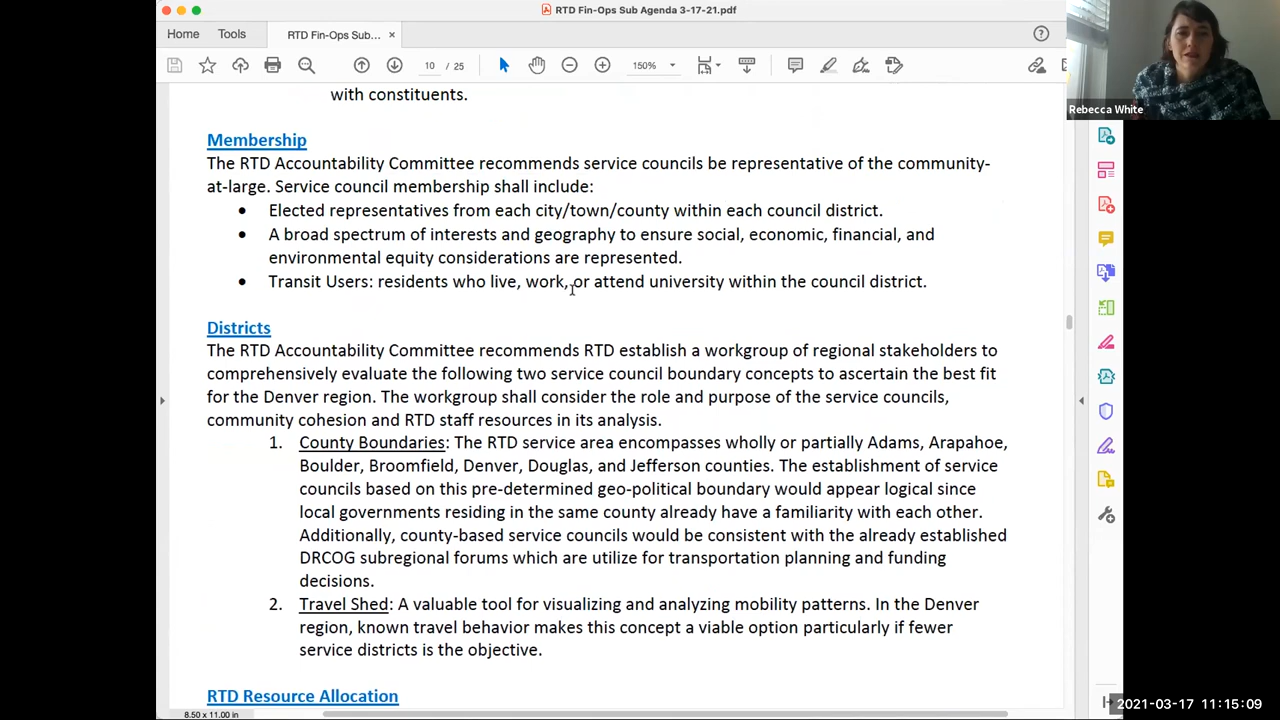 RTD Fin-Ops Sub Agenda 3-17-21.pdf
Home
Tools
RTD Fin-Ops Sub...
10 / 25
150%
Rebecca White
with constituents.
Membership
The RTD Accountability Committee recommends service councils be representative of the community-
at-large. Service council membership shall include:
• Elected representatives from each city/town/county within each council district.
• A broad spectrum of interests and geography to ensure social, economic, financial, and
environmental equity considerations are represented.
• Transit Users: residents who live, work, or attend university within the council district.
Districts
The RTD Accountability Committee recommends RTD establish a workgroup of regional stakeholders to
comprehensively evaluate the following two service council boundary concepts to ascertain the best fit
for the Denver region. The workgroup shall consider the role and purpose of the service councils,
community cohesion and RTD staff resources in its analysis.
1. County Boundaries: The RTD service area encompasses wholly or partially Adams, Arapahoe,
Boulder, Broomfield, Denver, Douglas, and Jefferson counties. The establishment of service
councils based on this pre-determined geo-political boundary would appear logical since
local governments residing in the same county already have a familiarity with each other.
Additionally, county-based service councils would be consistent with the already established
DRCOG subregional forums which are utilize for transportation planning and funding
decisions.
2. Travel Shed: A valuable tool for visualizing and analyzing mobility patterns. In the Denver
region, known travel behavior makes this concept a viable option particularly if fewer
service districts is the objective.
RTD Resource Allocation
8.50 x 11.00 in
2021-03-17 11:15:09